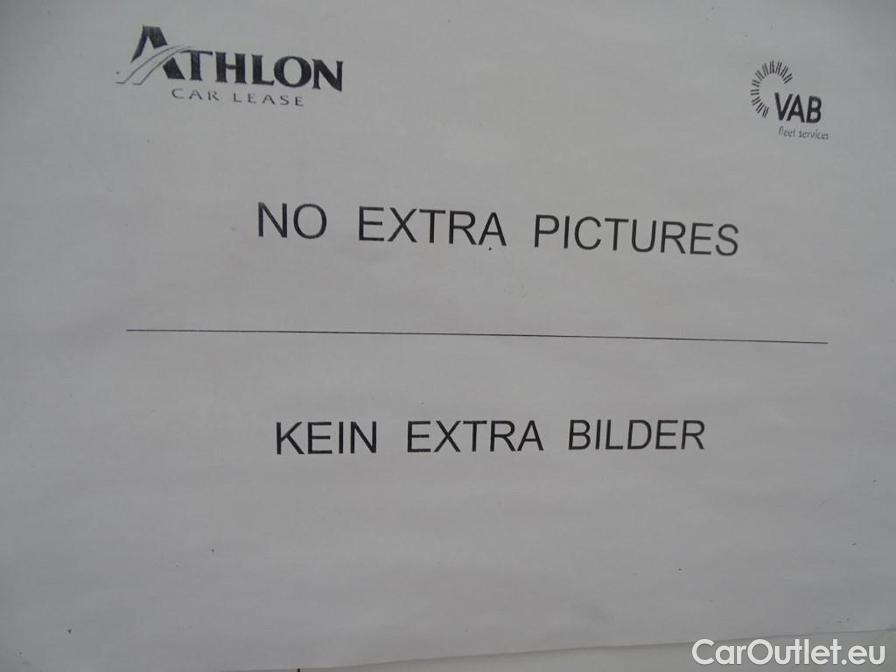 ATHLON
CAR LEASE
VAB
fleet services
NO EXTRA PICTURES
KEIN EXTRA BILDER
CarOutlet.eu